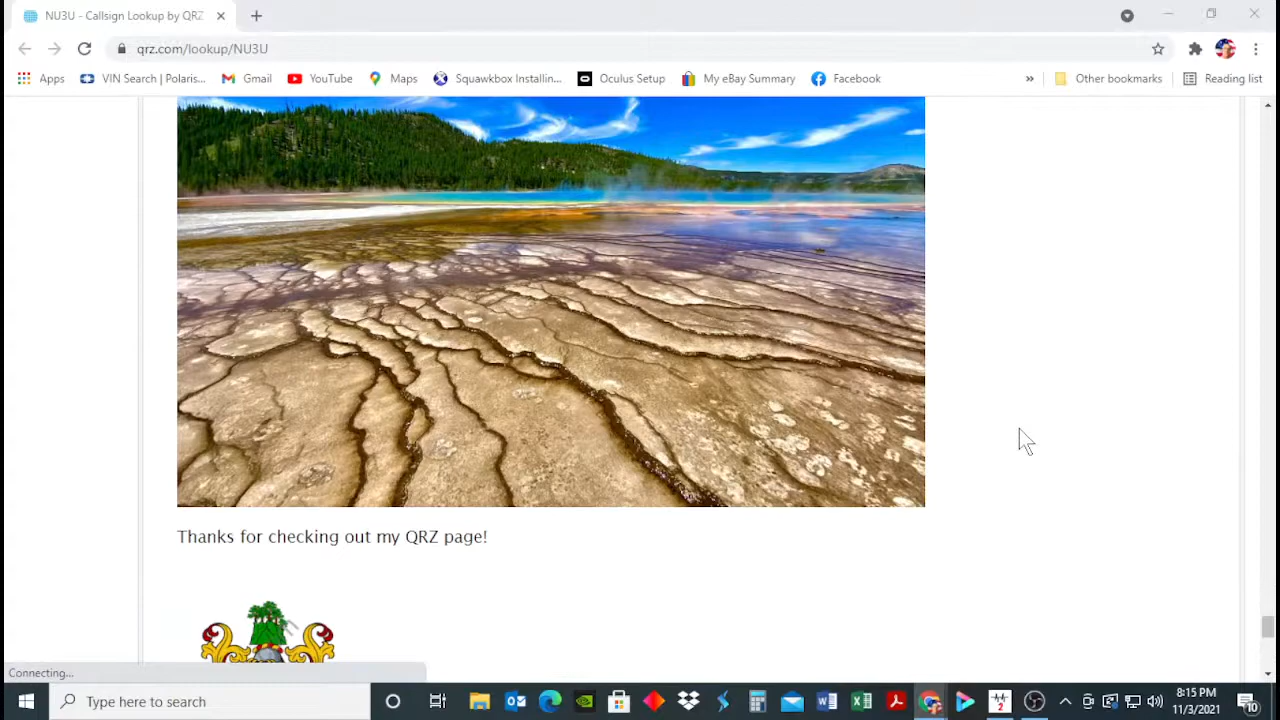 NU3U - Callsign Lookup by QRZ
qrz.com/lookup/NU3U
Apps VIN Search | Polaris... Gmail YouTube Maps Squawkbox Installin... Oculus Setup My eBay Summary Facebook » Other bookmarks Reading list
Thanks for checking out my QRZ page!
Connecting...
Type here to search
8:15 PM
11/3/2021
10